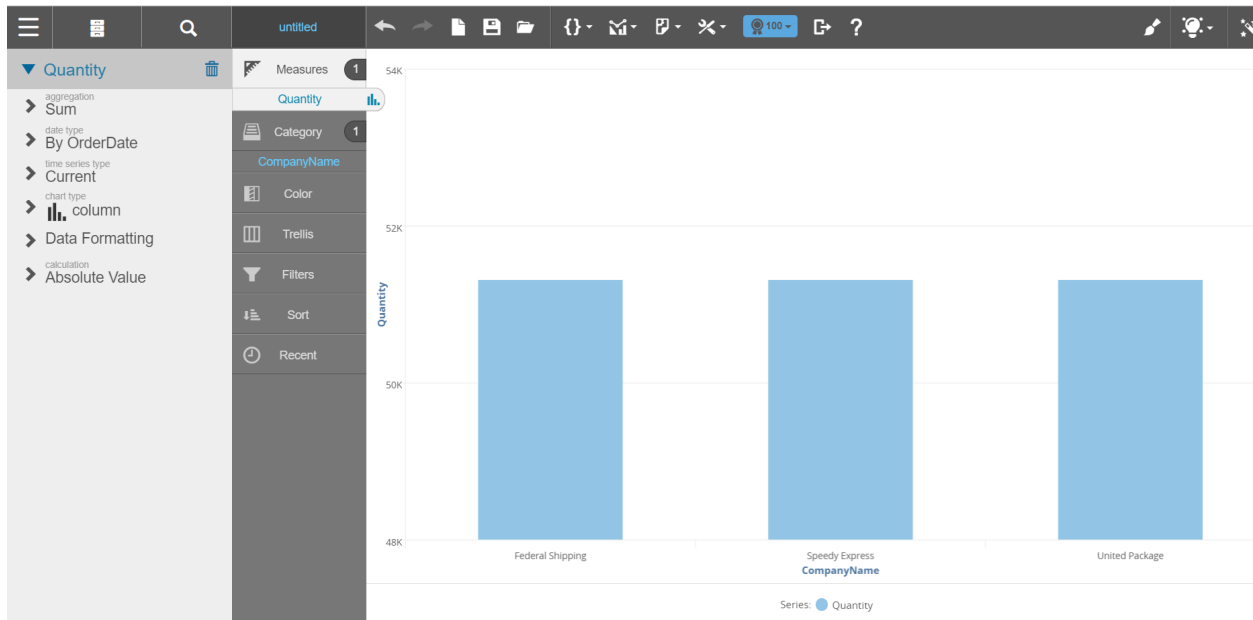 untitled
100
?
Quantity
aggregation
Sum
date type
By OrderDate
time series type
Current
chart type
column
Data Formatting
calculation
Absolute Value
Measures 1
Quantity
Category 1
CompanyName
Color
Trellis
Filters
Sort
Recent
54K
52K
50K
48K
Quantity
Federal Shipping
Speedy Express
United Package
CompanyName
Series: Quantity